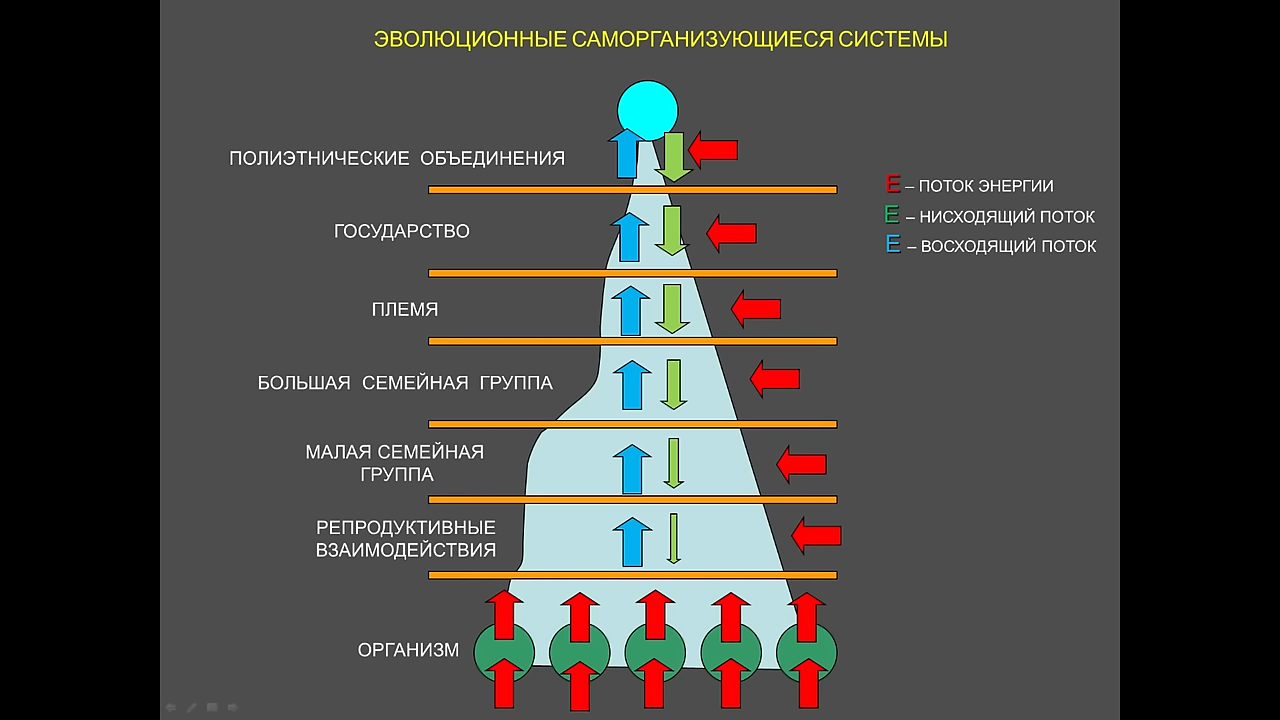 ЭВОЛЮЦИОННЫЕ САМОРГАНИЗУЮЩИЕСЯ СИСТЕМЫ
ПОЛИЭТНИЧЕСКИЕ ОБЪЕДИНЕНИЯ
Е – ПОТОК ЭНЕРГИИ
Е – НИСХОДЯЩИЙ ПОТОК
Е – ВОСХОДЯЩИЙ ПОТОК
ГОСУДАРСТВО
ПЛЕМЯ
БОЛЬШАЯ СЕМЕЙНАЯ ГРУППА
МАЛАЯ СЕМЕЙНАЯ
ГРУППА
РЕПРОДУКТИВНЫЕ
ВЗАИМОДЕЙСТВИЯ
ОРГАНИЗМ